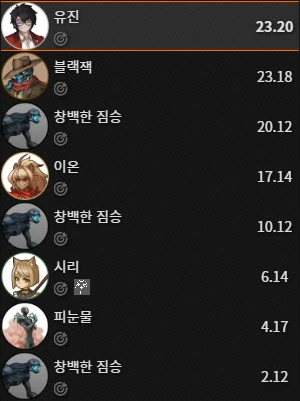 유진
23.20
블랙잭
23.18
창백한 짐승
20.12
이온
17.14
창백한 짐승
10.12
시리
6.14
피눈물
4.17
창백한 짐승
2.12